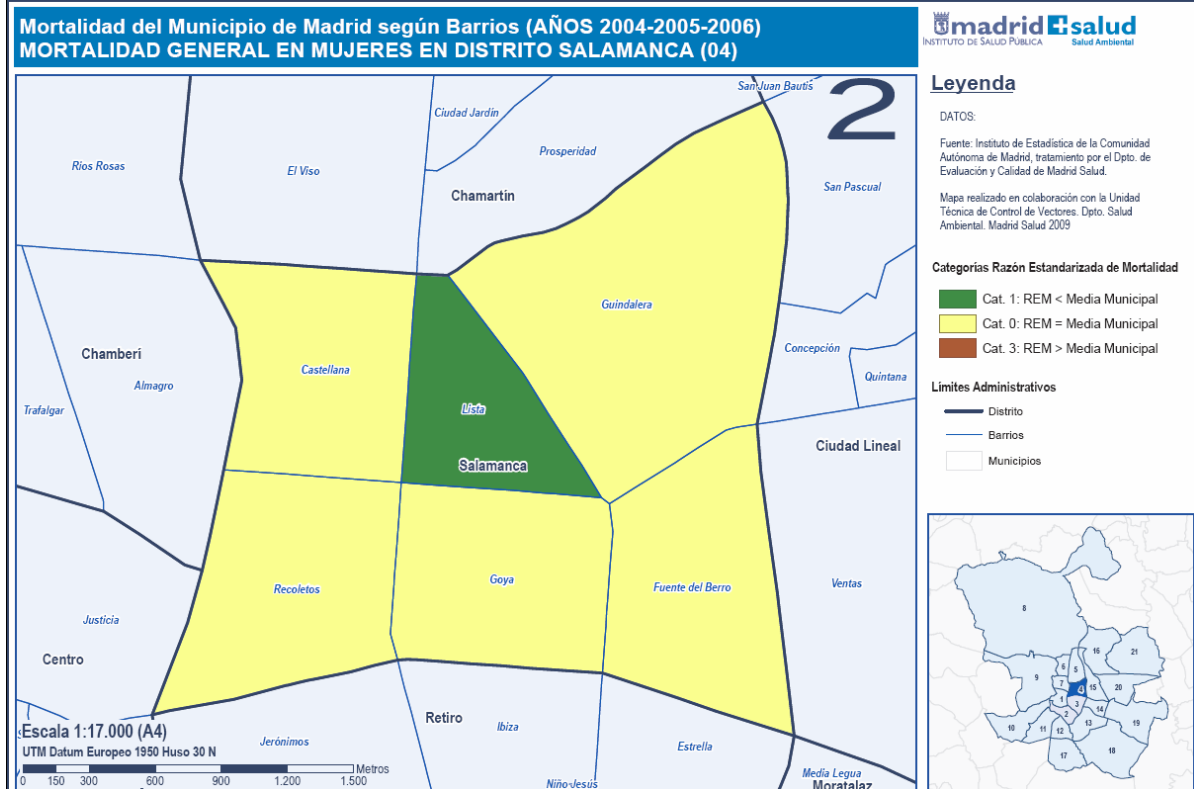 Mortalidad del Municipio de Madrid según Barrios (AÑOS 2004-2005-2006)
MORTALIDAD GENERAL EN MUJERES EN DISTRITO SALAMANCA (04)
madrid salud
INSTITUTO DE SALUD PÚBLICA
Salud Ambiental
2
San Juan Bautis
Ciudad Jardín
Prosperidad
Rios Rosas
El Viso
San Pascual
Chamartín
Guindalera
Chamberí
Castellana
Concepción
Almagro
Quintana
Trafalgar
Lista
Ciudad Lineal
Salamanca
Recoletos
Goya
Fuente del Berro
Ventas
Justicia
Centro
Retiro
Ibiza
Jerónimos
Estrella
Niño Jesús
Media Legua
Moratalaz
Escala 1:17.000 (A4)
UTM Datum Europeo 1950 Huso 30 N
Metros
0 150 300 600 900 1.200 1.500
Leyenda
DATOS:
Fuente: Instituto de Estadística de la Comunidad
Autónoma de Madrid, tratamiento por el Dpto. de
Evaluación y Calidad de Madrid Salud.
Mapa realizado en colaboración con la Unidad
Técnica de Control de Vectores. Dpto. Salud
Ambiental. Madrid Salud 2009
Categorías Razón Estandarizada de Mortalidad
Cat. 1: REM < Media Municipal
Cat. 0: REM = Media Municipal
Cat. 3: REM > Media Municipal
Limites Administrativos
Distrito
Barrios
Municipios
8
16
21
9
6
5
7
4
15
20
1
3
2
14
19
10
11
12
13
17
18